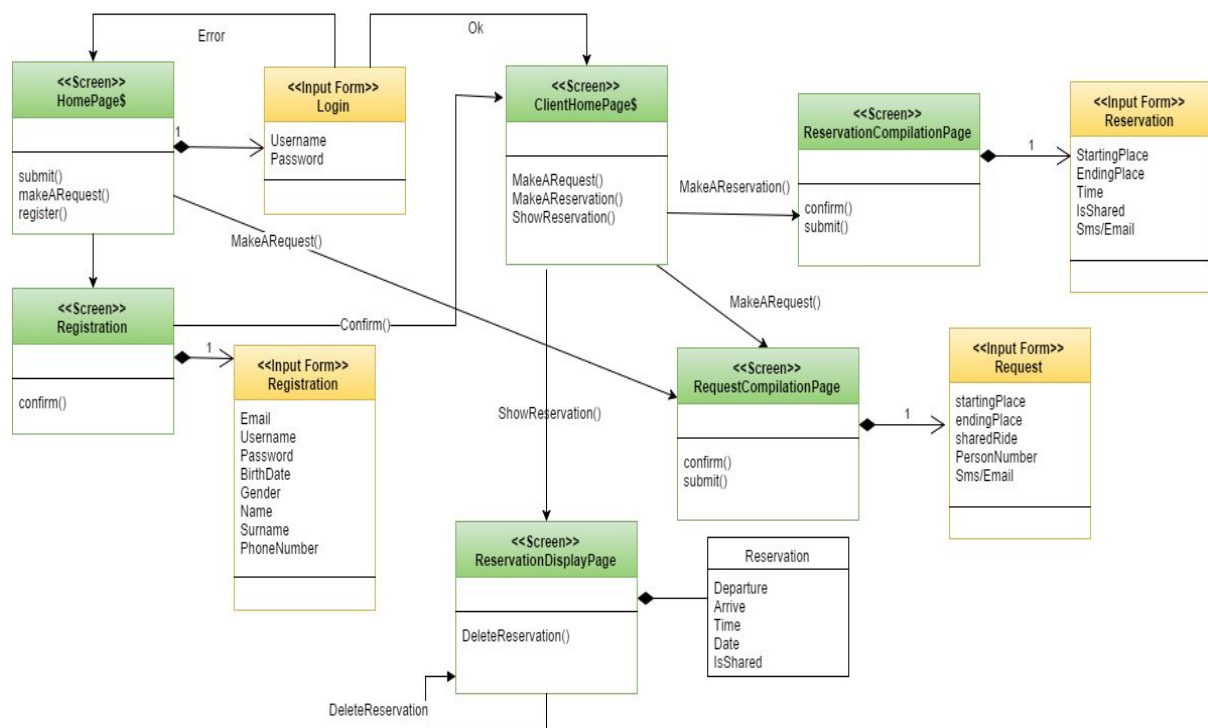 Error
Ok
<<Screen>>
HomePage$
1
submit()
makeARequest()
register()
<<Input Form>>
Login
Username
Password
<<Screen>>
ClientHomePage$
MakeARequest()
MakeAReservation()
ShowReservation()
MakeAReservation()
<<Screen>>
ReservationCompilationPage
confirm()
submit()
1
<<Input Form>>
Reservation
StartingPlace
EndingPlace
Time
IsShared
Sms/Email
MakeARequest()
MakeARequest()
<<Screen>>
Registration
confirm()
Confirm()
1
<<Input Form>>
Registration
Email
Username
Password
BirthDate
Gender
Name
Surname
PhoneNumber
<<Screen>>
RequestCompilationPage
confirm()
submit()
1
<<Input Form>>
Request
startingPlace
endingPlace
sharedRide
PersonNumber
Sms/Email
ShowReservation()
<<Screen>>
ReservationDisplayPage
DeleteReservation()
Reservation
Departure
Arrive
Time
Date
IsShared
DeleteReservation